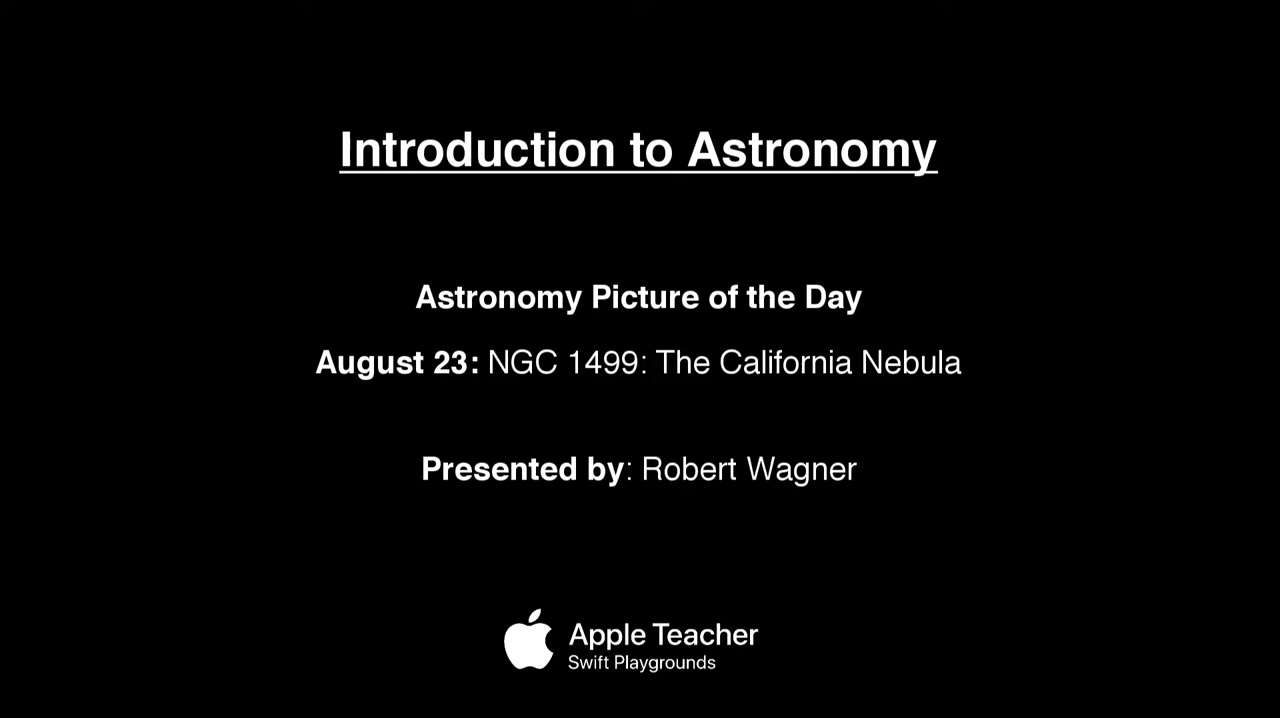 Introduction to Astronomy
Astronomy Picture of the Day
August 23: NGC 1499: The California Nebula
Presented by: Robert Wagner
Apple Teacher
Swift Playgrounds